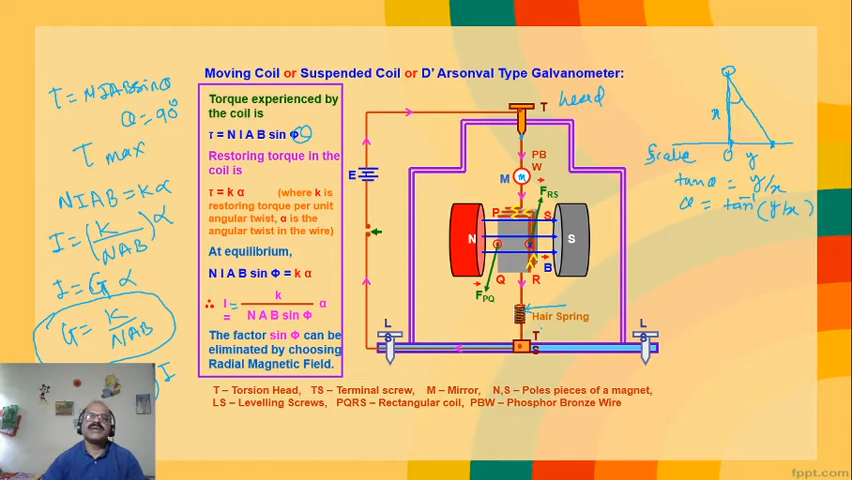 Moving Coil or Suspended Coil or D' Arsonval Type Galvanometer:
τ = NIAB sinθ
θ = 90°
τ max
NIAB = kα
I = (K/NAB) α
I = G α
G = K/NAB
I
Torque experienced by
the coil is
τ = N I A B sin Φ
Restoring torque in the
coil is
τ = k α (where k is
restoring torque per unit
angular twist, α is the
angular twist in the wire)
At equilibrium,
N I A B sin Φ = k α
k
∴ I = α
=
N A B sin Φ
The factor sin Φ can be
eliminated by choosing
Radial Magnetic Field.
T
head
E
PB
W
M
m
F RS
P
S
N
S
B
Q
R
F PQ
Hair Spring
L
S
T
S
L
S
x
Scale
O
y
tanθ = y/x
θ = tan⁻¹(y/x)
T – Torsion Head, TS – Terminal screw, M – Mirror, N,S – Poles pieces of a magnet,
LS – Levelling Screws, PQRS – Rectangular coil, PBW – Phosphor Bronze Wire
fppt.com